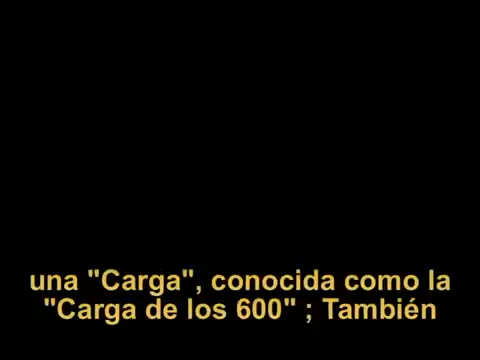 una "Carga", conocida como la
"Carga de los 600" ; También